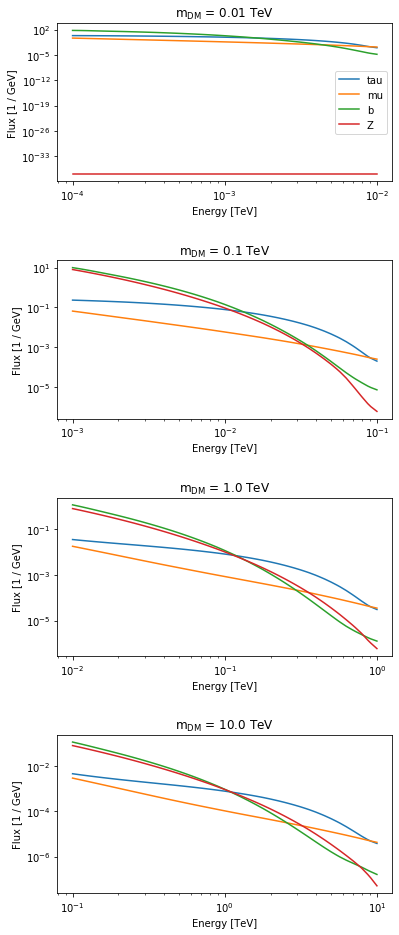 m_DM = 0.01 TeV
10^2
10^-5
10^-12
10^-19
10^-26
10^-33
Flux [1 / GeV]
tau
mu
b
Z
10^-4
10^-3
10^-2
Energy [TeV]
m_DM = 0.1 TeV
10^1
10^-1
10^-3
10^-5
Flux [1 / GeV]
10^-3
10^-2
10^-1
Energy [TeV]
m_DM = 1.0 TeV
10^-1
10^-3
10^-5
Flux [1 / GeV]
10^-2
10^-1
10^0
Energy [TeV]
m_DM = 10.0 TeV
10^-2
10^-4
10^-6
Flux [1 / GeV]
10^-1
10^0
10^1
Energy [TeV]